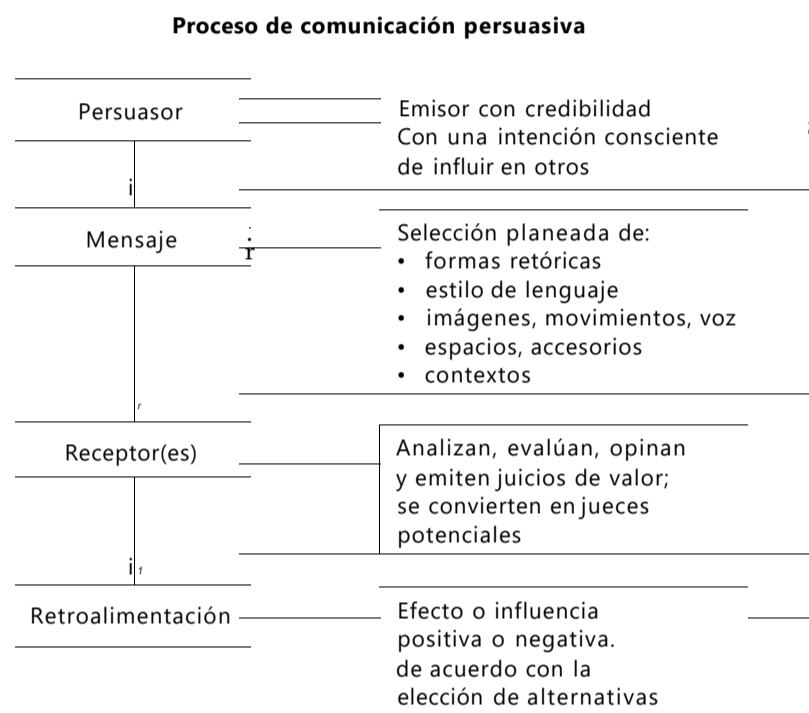 Proceso de comunicación persuasiva
Persuasor
Emisor con credibilidad
Con una intención consciente
de influir en otros
i
Mensaje
r
Selección planeada de:
• formas retóricas
• estilo de lenguaje
• imágenes, movimientos, voz
• espacios, accesorios
• contextos
r
Receptor(es)
Analizan, evalúan, opinan
y emiten juicios de valor;
se convierten en jueces
potenciales
i 1
Retroalimentación
Efecto o influencia
positiva o negativa.
de acuerdo con la
elección de alternativas